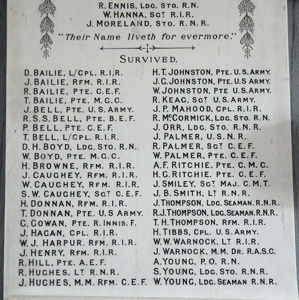 R. ENNIS, LDG. STO. R.N.
W. HANNA, SGT. R.I.R.
J. MORELAND, STO. R.N.R.
"Their Name liveth for evermore."
SURVIVED.
D. BAILIE, L/CPL. R.I.R.
J. BAILIE, RFM. R.I.R.
R. BAILIE, PTE. C.E.F.
T. BAILIE, PTE. M.G.C.
J. BELL, PTE. U.S. ARMY.
R.S.S. BELL, PTE. B.E.F.
P. BELL, PTE. C.E.F.
T. BELL, L/CPL. R.I.R.
D.H. BOYD, LDG. STO. R.N.
W. BOYD, PTE. M.G.C.
H. BROWNE, RFM. R.I.R.
J. CAUGHEY, RFM. R.I.R.
W. CAUGHEY, RFM. R.I.R.
S.W. CAUGHEY, SGT. C.E.F.
H. DONNAN, RFM. R.I.R.
T. DONNAN, PTE. U.S. ARMY
G. GOWAN, PTE. R. INNIS. F.
J. HAGAN, CPL. R.I.R.
W.J. HARPUR, RFM. R.I.R.
J. HENRY, RFM. R.I.R.
R. HILL, PTE. A.E.F.
R. HUGHES, LT. R.N.R.
J. HUGHES, M.M. RFM. C.E.F.
H.T. JOHNSTON, PTE. U.S. ARMY.
J.C. JOHNSTON, PTE. U.S. ARMY.
W. JOHNSTON, PTE. U.S. ARMY.
R. KEAG, SGT. U.S. ARMY.
J.P. MAHOOD, CPL. R.I.R.
R. MCCORMICK, LDG. STO. R.N.
J. ORR, LDG. STO. R.N.
J. PALMER, STO. U.S.N.
R. PALMER, SGT. C.E.F.
W. PALMER, PTE. C.E.F.
A.F. RITCHIE, PTE. C.M.C.
H.G. RITCHIE, PTE. C.E.F.
J. SMILEY, SGT. MAJ. C.M.T.
J.B. SMITH, LT. R.N.R.
J. THOMPSON, LDG. SEAMAN. R.N.R.
R.J. THOMPSON, LDG. SEAMAN. R.N.R.
T.H. THOMPSON, RFM. R.I.R.
H. TIBBS, CPL. U.S. ARMY.
W.W. WARNOCK, LT. R.I.R.
J. WARNOCK, M.M. DR. R.A.S.C.
A. YOUNG, P.O. R.N.
S. YOUNG, LDG. STO. R.N.R.
W. YOUNG, LDG. SEAMAN R.N.R.